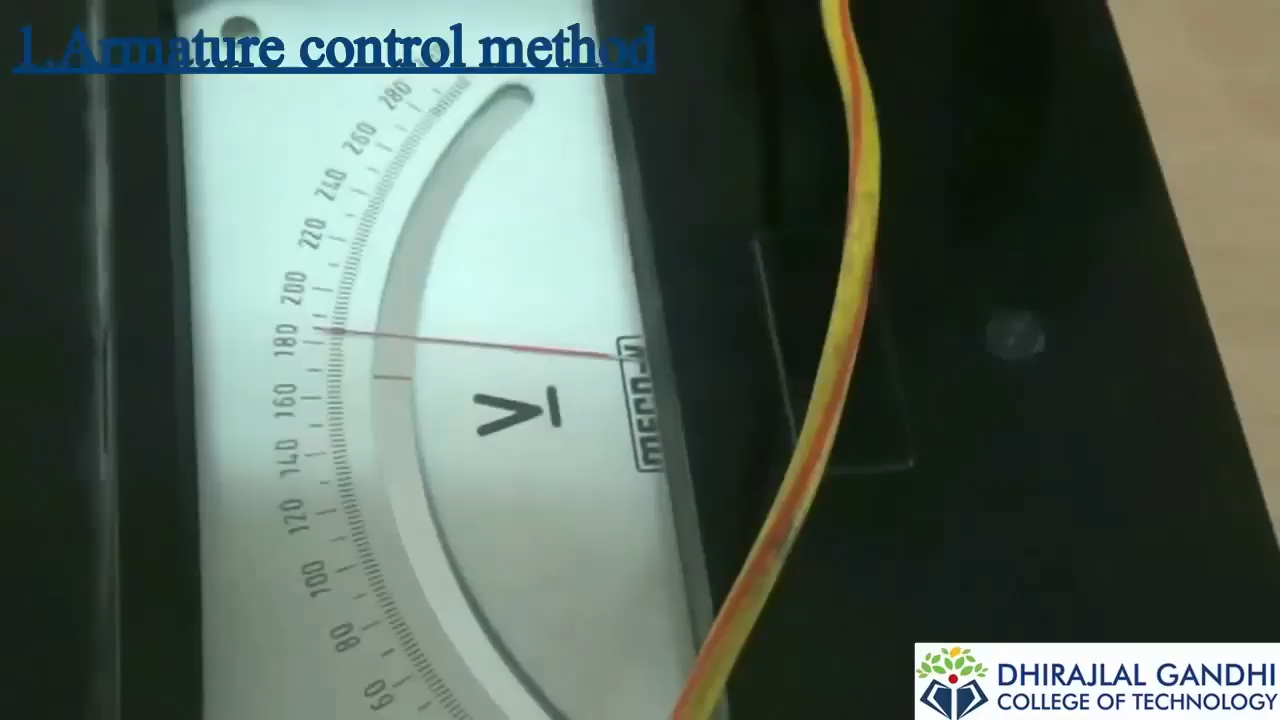 1.Armature control method
280
260
240
220
200
180
160
140
120
100
80
60
V
MECO
DHIRAJLAL GANDHI
COLLEGE OF TECHNOLOGY